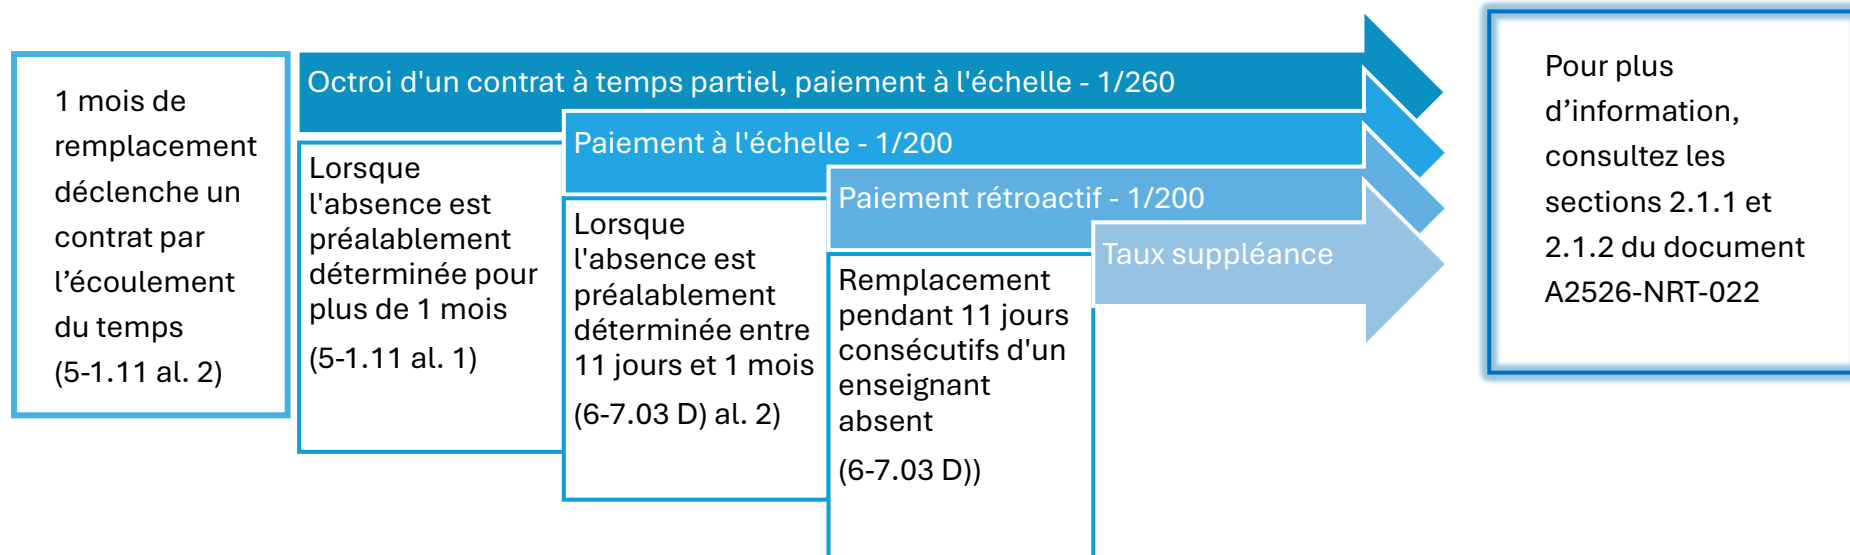 1 mois de
remplacement
déclenche un
contrat par
l’écoulement
du temps
(5-1.11 al. 2)
Octroi d'un contrat à temps partiel, paiement à l'échelle - 1/260
Lorsque
l'absence est
préalablement
déterminée pour
plus de 1 mois
(5-1.11 al. 1)
Paiement à l'échelle - 1/200
Lorsque
l'absence est
préalablement
déterminée entre
11 jours et 1 mois
(6-7.03 D) al. 2)
Paiement rétroactif - 1/200
Remplacement
pendant 11 jours
consécutifs d'un
enseignant
absent
(6-7.03 D))
Taux suppléance
Pour plus
d’information,
consultez les
sections 2.1.1 et
2.1.2 du document
A2526-NRT-022